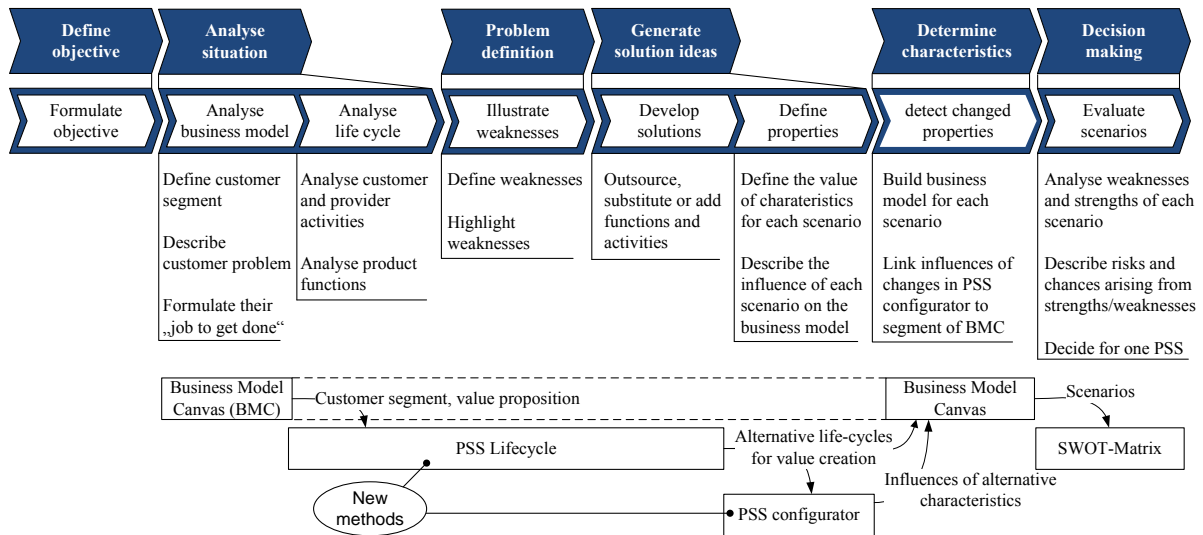 Define
objective
Analyse
situation
Problem
definition
Generate
solution ideas
Determine
characteristics
Decision
making
Formulate
objective
Analyse
business model
Analyse
life cycle
Illustrate
weaknesses
Develop
solutions
Define
properties
detect changed
properties
Evaluate
scenarios
Define customer
segment
Describe
customer problem
Formulate their
„job to get done“
Analyse customer
and provider
activities
Analyse product
functions
Define weaknesses
Highlight
weaknesses
Outsource,
substitute or add
functions and
activities
Define the value
of charateristics
for each scenario
Describe the
influence of each
scenario on the
business model
Build business
model for each
scenario
Link influences of
changes in PSS
configurator to
segment of BMC
Analyse weaknesses
and strengths of each
scenario
Describe risks and
chances arising from
strengths/weaknesses
Decide for one PSS
Business Model
Canvas (BMC)
Customer segment, value proposition
Business Model
Canvas
Scenarios
PSS Lifecycle
Alternative life-cycles
for value creation
SWOT-Matrix
Influences of alternative
characteristics
New
methods
PSS configurator